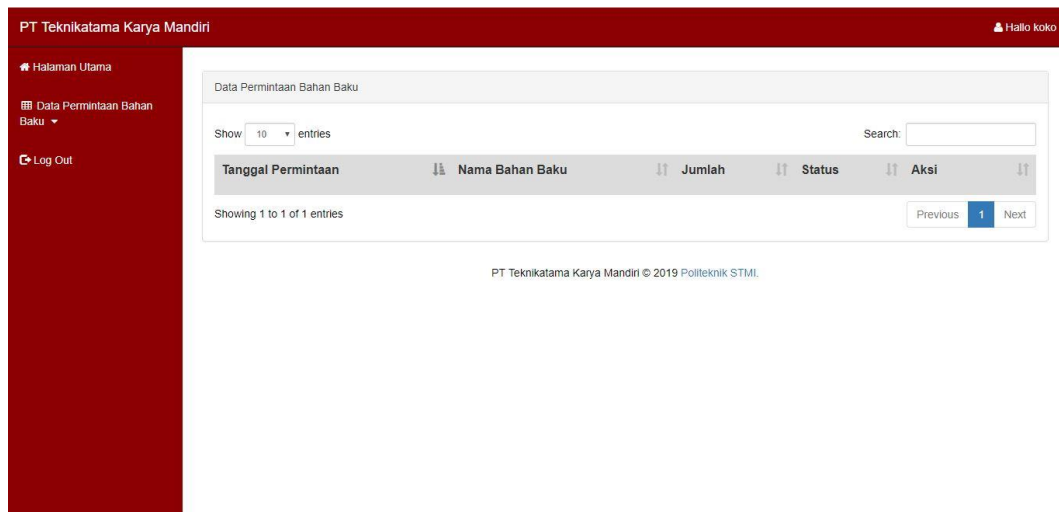 PT Teknikatama Karya Mandiri
Hallo koko
Halaman Utama
Data Permintaan Bahan
Baku
Log Out
Data Permintaan Bahan Baku
Show 10 entries
Search:
Tanggal Permintaan Nama Bahan Baku Jumlah Status Aksi
Showing 1 to 1 of 1 entries
Previous 1 Next
PT Teknikatama Karya Mandiri © 2019 Politeknik STMI.